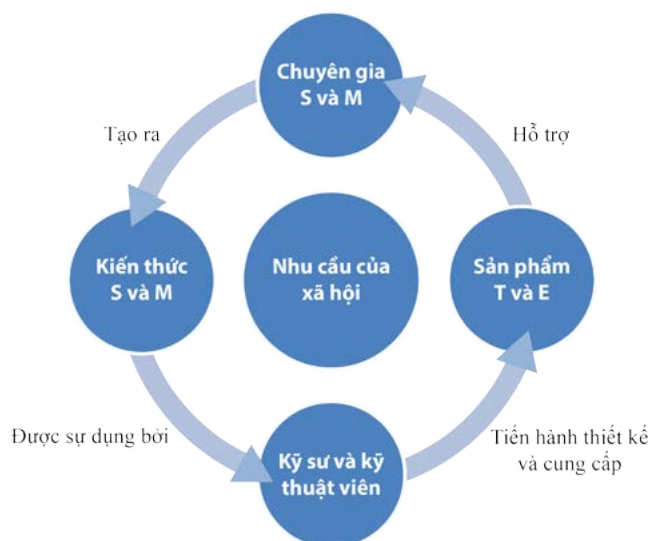 Chuyên gia
S và M
Tạo ra
Hỗ trợ
Kiến thức
S và M
Nhu cầu của
xã hội
Sản phẩm
T và E
Được sự dụng bởi
Kỹ sư và kỹ
thuật viên
Tiến hành thiết kế
và cung cấp